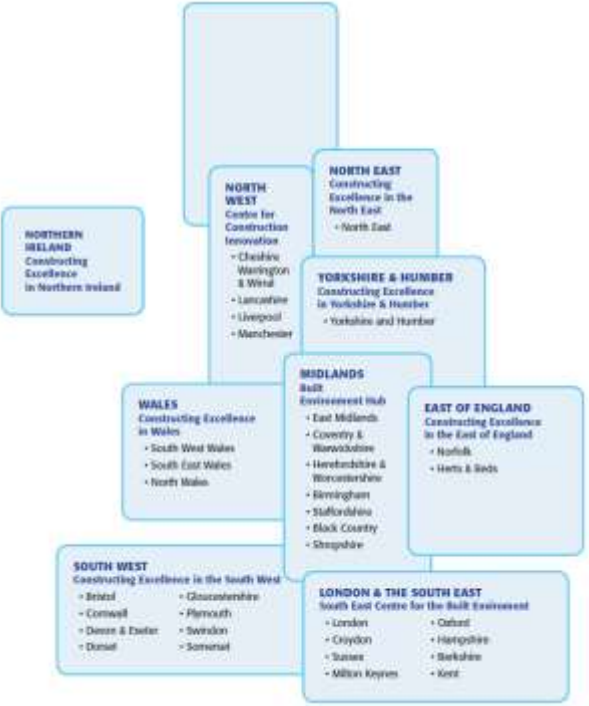 NORTH EAST
Constructing
Excellence in the
North East
• North East
NORTH
WEST
Centre for
Construction
Innovation
• Cheshire
Warrington
& Wirral
• Lancashire
• Liverpool
• Manchester
NORTHERN
IRELAND
Constructing
Excellence
in Northern Ireland
YORKSHIRE & HUMBER
Constructing Excellence
in Yorkshire & Humber
• Yorkshire and Humber
MIDLANDS
Built
Environment Hub
• East Midlands
• Coventry &
Warwickshire
• Herefordshire &
Worcestershire
• Birmingham
• Staffordshire
• Black Country
• Shropshire
WALES
Constructing Excellence
in Wales
• South West Wales
• South East Wales
• North Wales
EAST OF ENGLAND
Constructing Excellence
in the East of England
• Norfolk
• Herts & Beds
SOUTH WEST
Constructing Excellence in the South West
• Bristol
• Cornwall
• Devon & Exeter
• Dorset
• Gloucestershire
• Plymouth
• Swindon
• Somerset
LONDON & THE SOUTH EAST
South East Centre for the Built Enviroment
• London
• Croydon
• Sussex
• Milton Keynes
• Oxford
• Hampshire
• Berkshire
• Kent